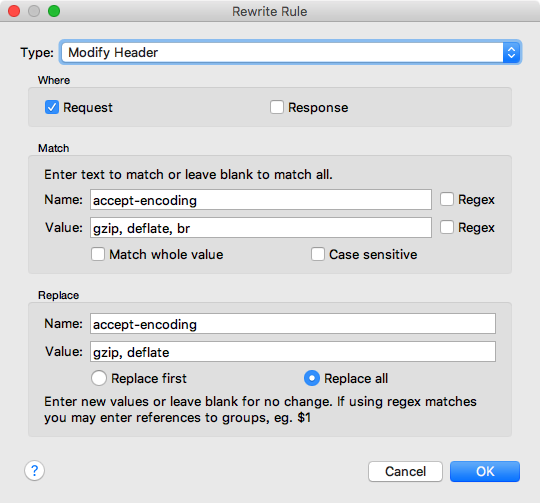 Rewrite Rule
Type: Modify Header
Where
Request Response
Match
Enter text to match or leave blank to match all.
Name: accept-encoding Regex
Value: gzip, deflate, br Regex
Match whole value Case sensitive
Replace
Name: accept-encoding
Value: gzip, deflate
Replace first Replace all
Enter new values or leave blank for no change. If using regex matches
you may enter references to groups, eg. $1
? Cancel OK